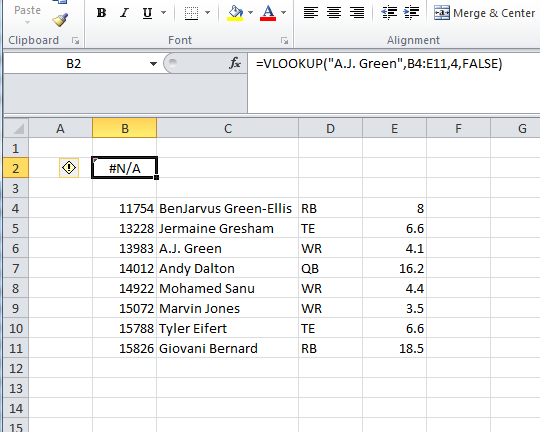 Paste
B I U A a Merge & Center
Clipboard Font Alignment
B2 fx =VLOOKUP("A.J. Green",B4:E11,4,FALSE)
A B C D E F G
1
2 #N/A
3
4 11754 BenJarvus Green-Ellis RB 8
5 13228 Jermaine Gresham TE 6.6
6 13983 A.J. Green WR 4.1
7 14012 Andy Dalton QB 16.2
8 14922 Mohamed Sanu WR 4.4
9 15072 Marvin Jones WR 3.5
10 15788 Tyler Eifert TE 6.6
11 15826 Giovani Bernard RB 18.5
12
13
14
15